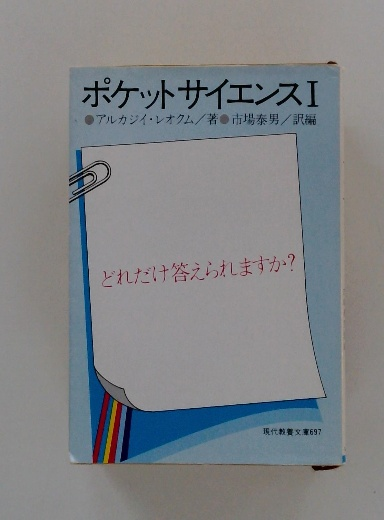 ポケットサイエンスI
●アルカジイ・レオクム／著●市場泰男／訳編
どれだけ答えられますか?
現代教養文庫697